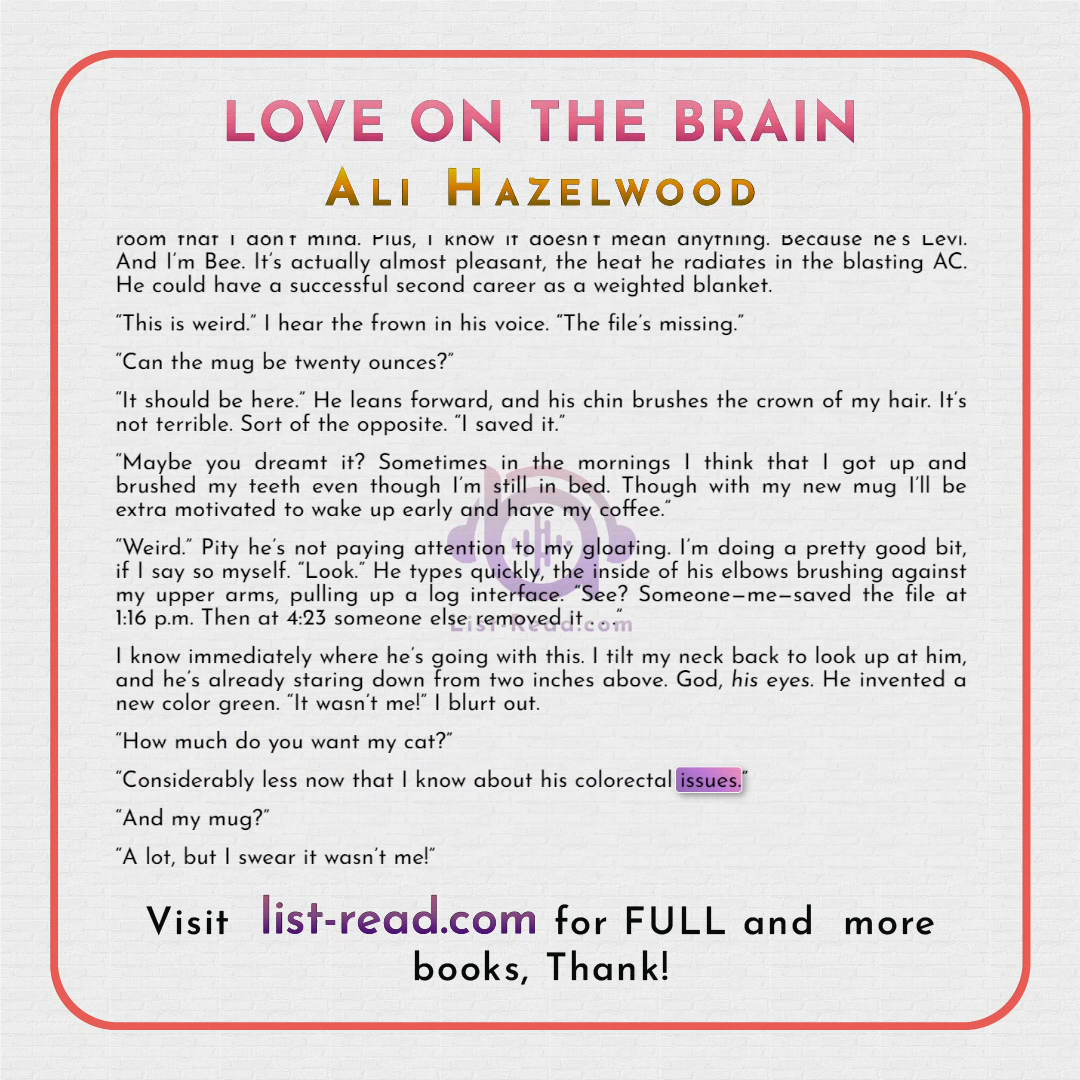 LOVE ON THE BRAIN
ALI HAZELWOOD
room that I don't mind. Plus, I know it doesn't mean anything. Because he's Levi.
And I'm Bee. It's actually almost pleasant, the heat he radiates in the blasting AC.
He could have a successful second career as a weighted blanket.
“This is weird.” I hear the frown in his voice. “The file's missing.”
“Can the mug be twenty ounces?”
“It should be here.” He leans forward, and his chin brushes the crown of my hair. It's
not terrible. Sort of the opposite. “I saved it.”
“Maybe you dreamt it? Sometimes in the mornings I think that I got up and
brushed my teeth even though I'm still in bed. Though with my new mug I'll be
extra motivated to wake up early and have my coffee.”
“Weird.” Pity he's not paying attention to my gloating. I'm doing a pretty good bit,
if I say so myself. “Look.” He types quickly, the inside of his elbows brushing against
my upper arms, pulling up a log interface. “See? Someone—me—saved the file at
1:16 p.m. Then at 4:23 someone else removed it . . .”
List-Read.com
I know immediately where he's going with this. I tilt my neck back to look up at him,
and he's already staring down from two inches above. God, his eyes. He invented a
new color green. “It wasn't me!” I blurt out.
“How much do you want my cat?”
“Considerably less now that I know about his colorectal issues.”
“And my mug?”
“A lot, but I swear it wasn't me!”
Visit list-read.com for FULL and more
books, Thank!